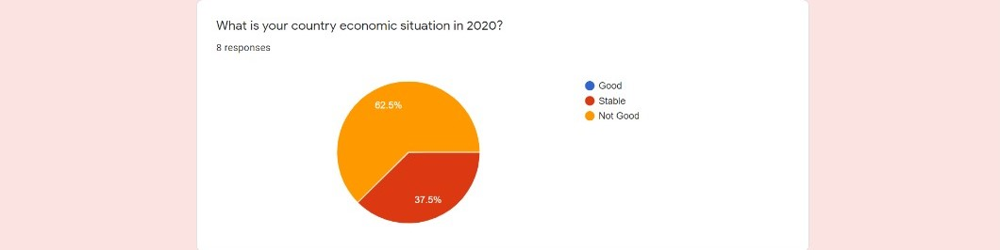 What is your country economic situation in 2020?
8 responses
Good
Stable
Not Good
62.5%
37.5%